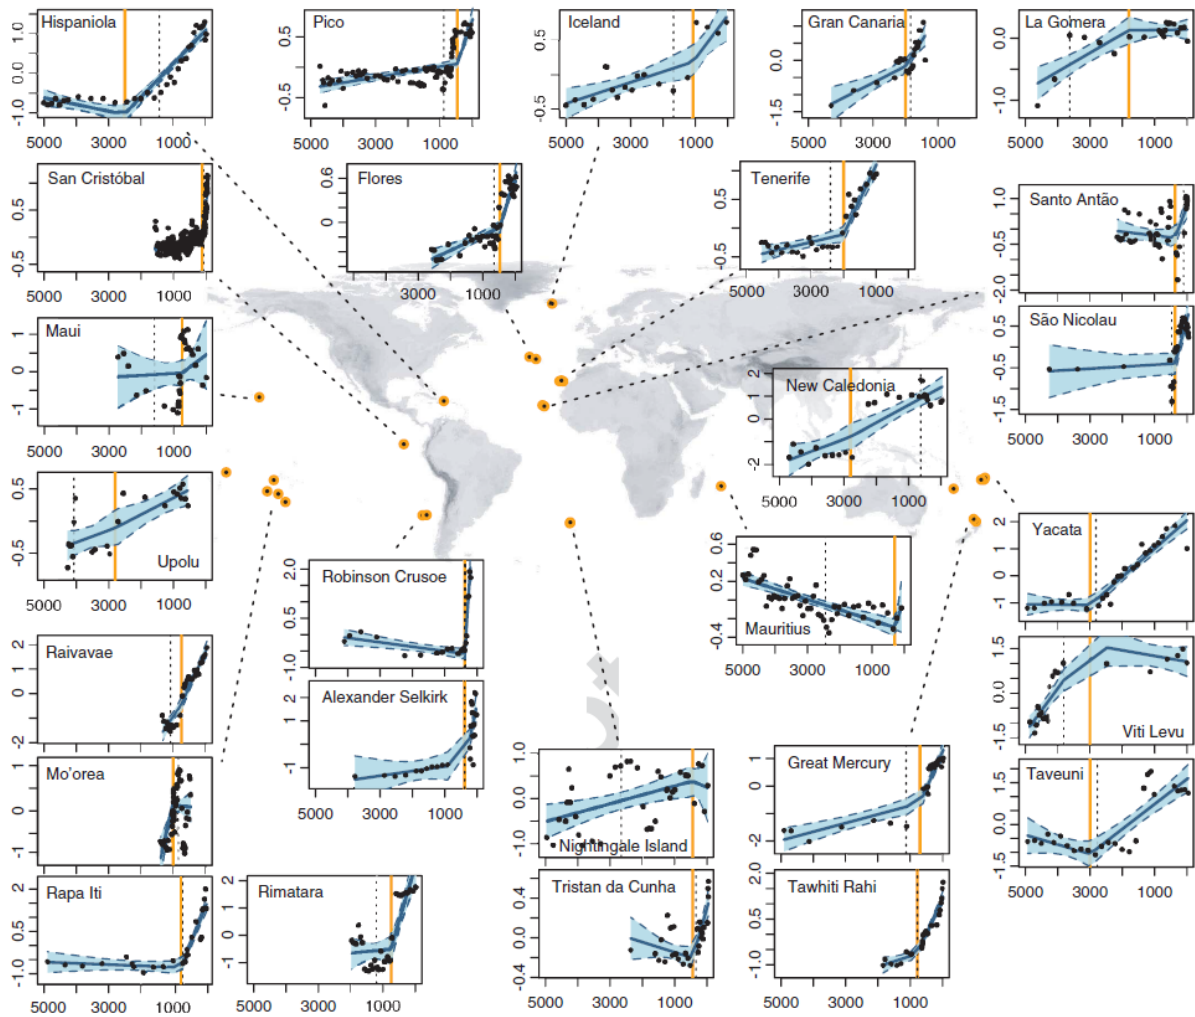 Hispaniola
1.0
0.0
-1.0
5000 3000 1000
Pico
0.5
-0.5
5000 3000 1000
Iceland
0.5
-0.5
5000 3000 1000
Gran Canaria
0.5
-0.5
-1.5
5000 3000 1000
La Gomera
0.0
-1.0
5000 3000 1000
San Cristóbal
0.5
-0.5
5000 3000 1000
Flores
0.6
0
3000 1000
Tenerife
0.5
-0.5
5000 3000 1000
Santo Antão
1.0
-0.5
2.0
5000 3000 1000
Maui
1
0
-1
5000 3000 1000
São Nicolau
0.5
-0.5
-1.5
5000 3000 1000
New Caledonia
2
1
0
-1
-2
5000 3000 1000
Upolu
0.5
0.5
5000 3000 1000
Robinson Crusoe
2.0
0.5
-1.0
Mauritius
0.6
0.2
-0.4
5000 3000 1000
Yacata
2
1
0
-1
Raivavae
2
1
0
-2
Alexander Selkirk
2
1
-1
5000 3000 1000
Viti Levu
1.5
0.0
-1.5
Mo'orea
1
0
-1
Nightingale Island
1.0
0.0
-1.0
Great Mercury
1
0
-2
Taveuni
1.5
0.0
-1.5
5000 3000 1000
Rapa Iti
2
1
0.0
-1.0
5000 3000 1000
Rimatara
2
1
0
-1
5000 3000 1000
Tristan da Cunha
0.4
0.0
-0.4
5000 3000 1000
Tawhiti Rahi
2.0
0.5
-1.0
5000 3000 1000